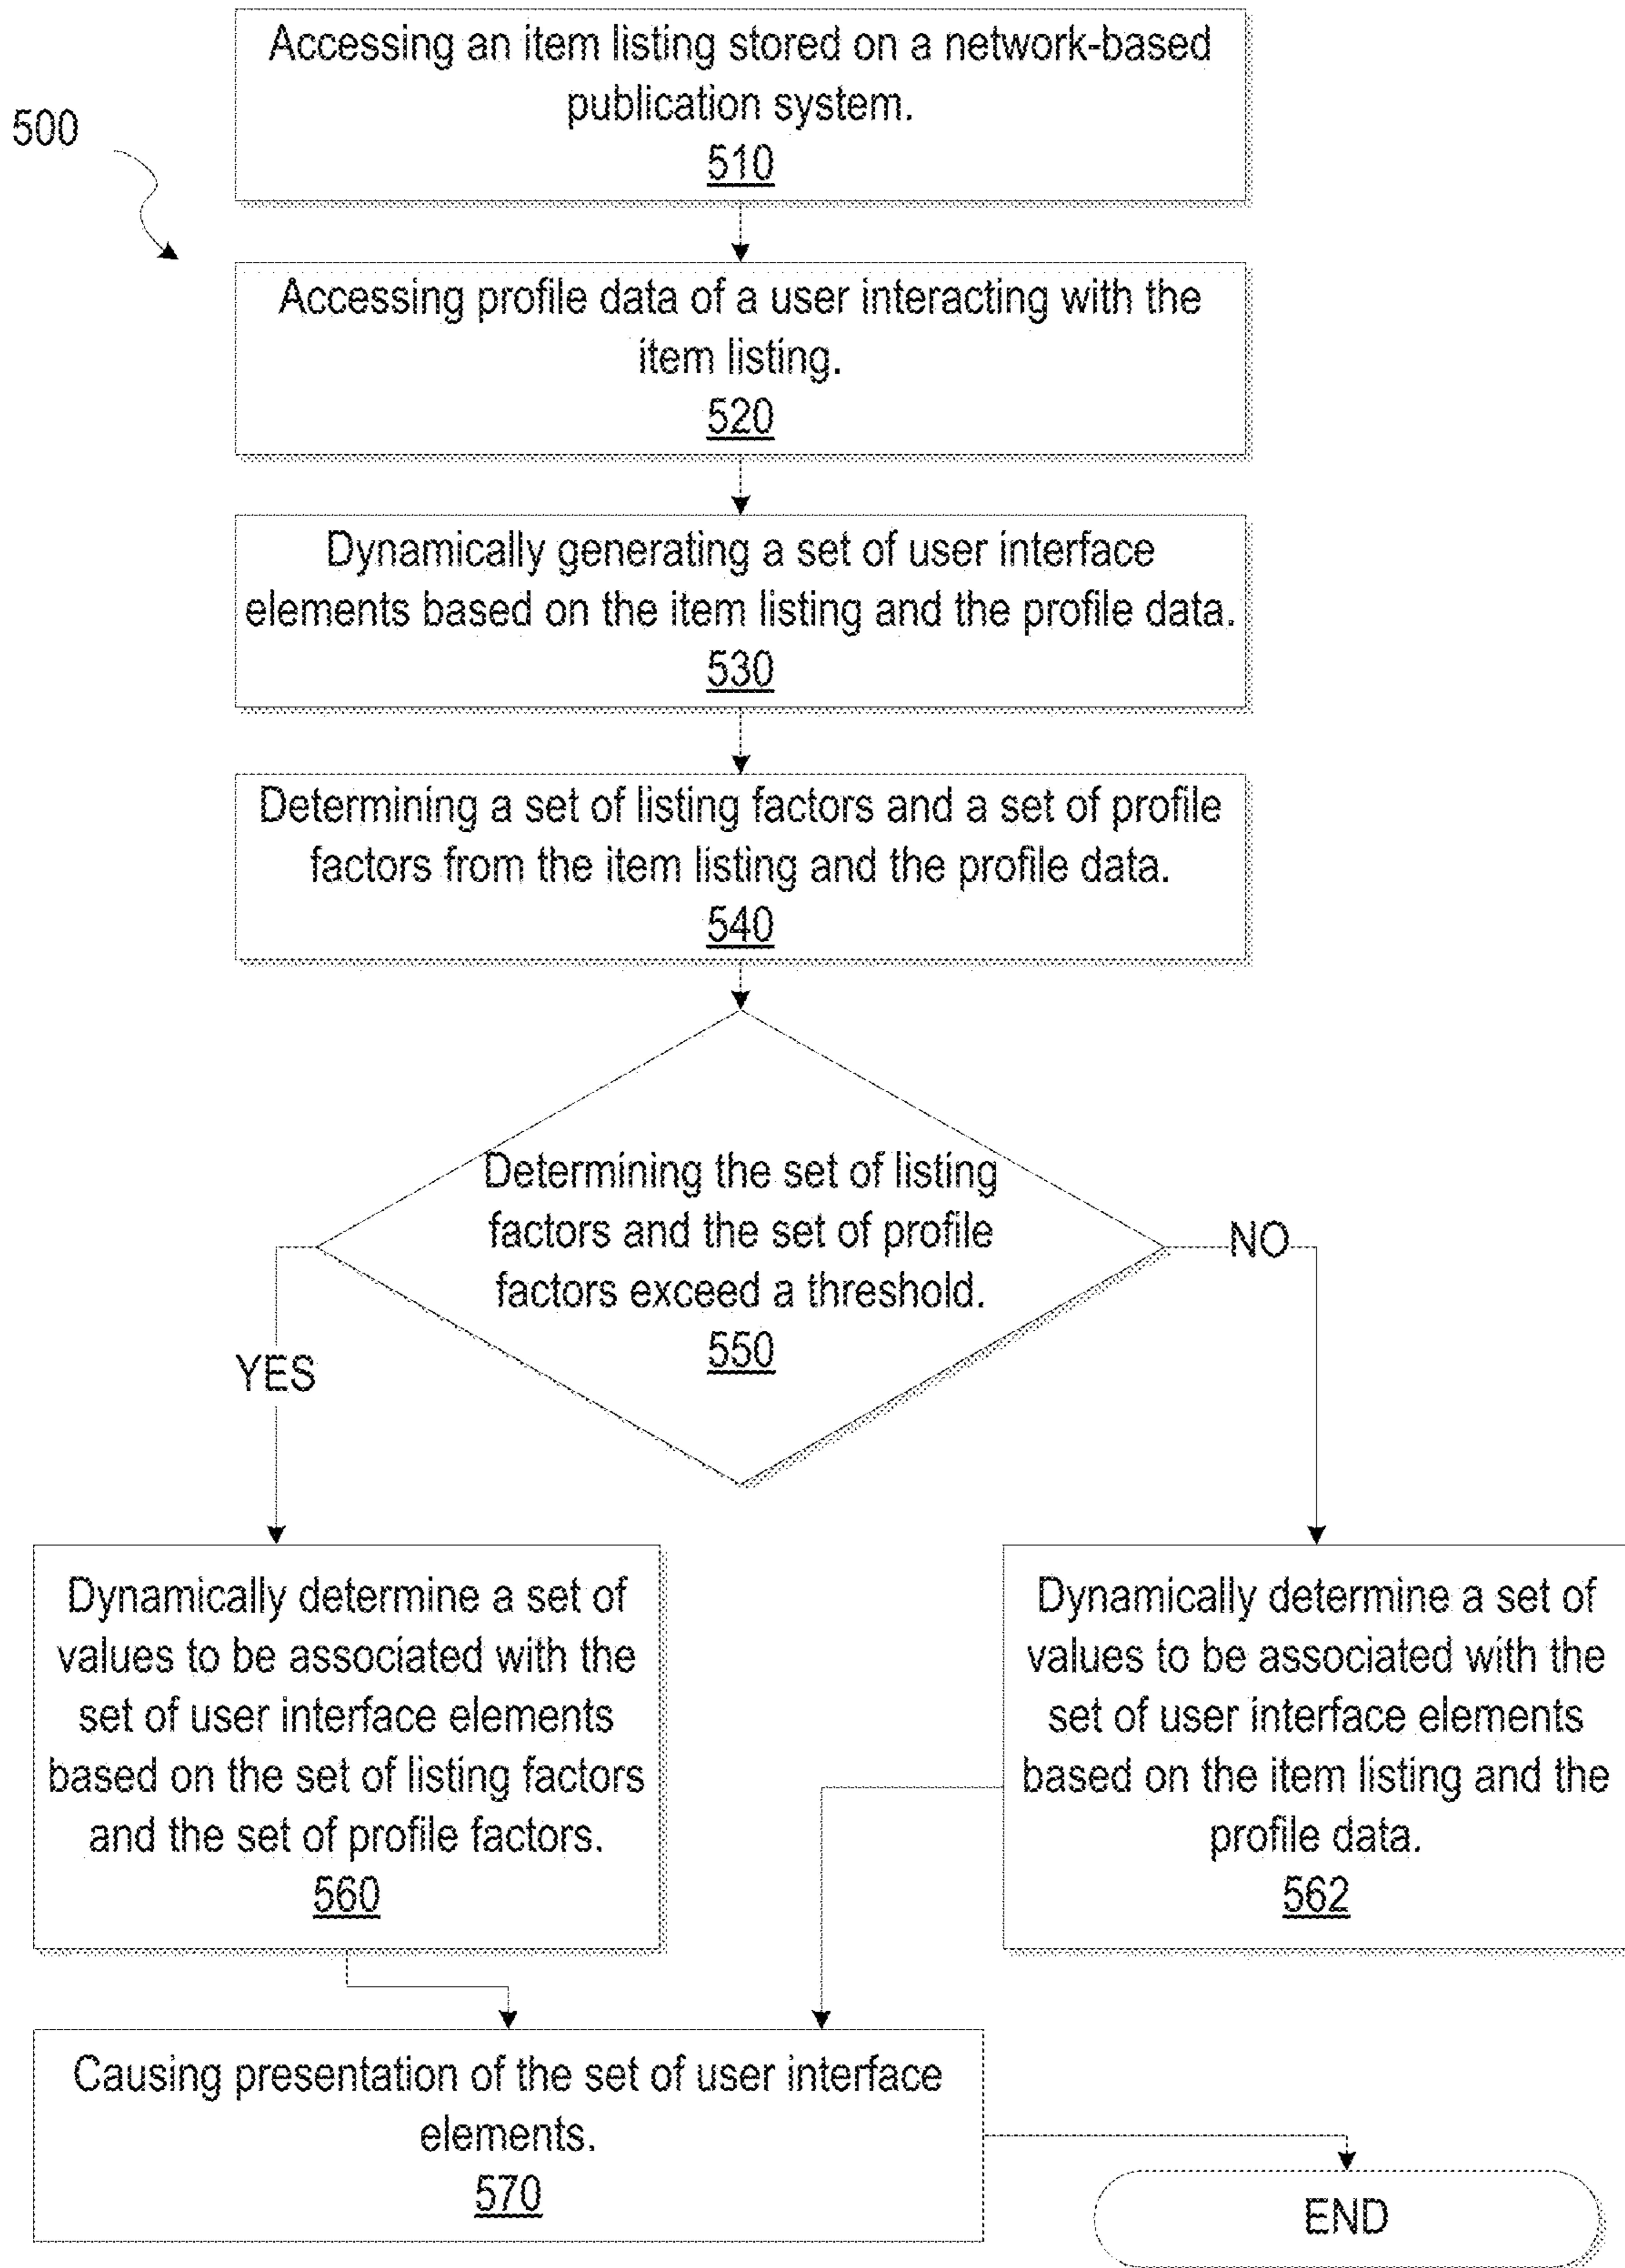 500
Accessing an item listing stored on a network-based
publication system.
510
Accessing profile data of a user interacting with the
item listing.
520
Dynamically generating a set of user interface
elements based on the item listing and the profile data.
530
Determining a set of listing factors and a set of profile
factors from the item listing and the profile data.
540
Determining the set of listing
factors and the set of profile
factors exceed a threshold.
550
YES
NO
Dynamically determine a set of
values to be associated with the
set of user interface elements
based on the set of listing factors
and the set of profile factors.
560
Dynamically determine a set of
values to be associated with the
set of user interface elements
based on the item listing and the
profile data.
562
Causing presentation of the set of user interface
elements.
570
END